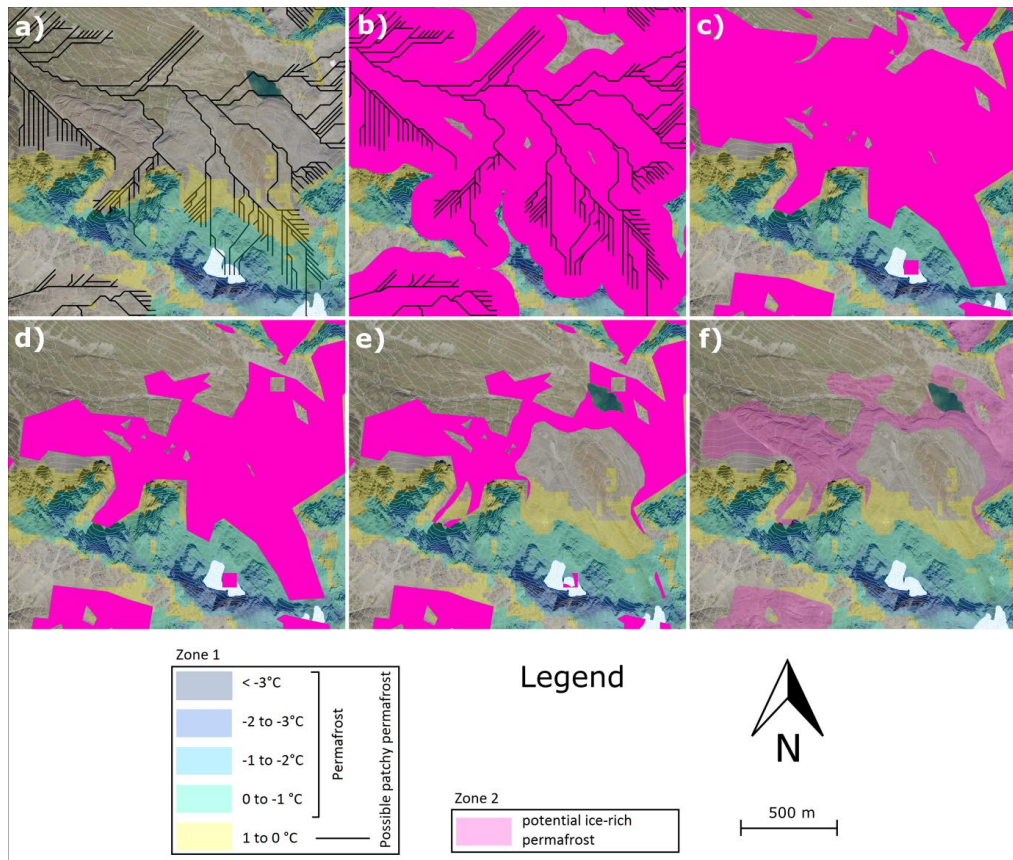 a)
b)
c)
d)
e)
f)
Zone 1
< -3°C
-2 to -3°C
-1 to -2°C
0 to -1 °C
1 to 0 °C
Permafrost
Possible patchy permafrost
Legend
Zone 2
potential ice-rich
permafrost
N
500 m